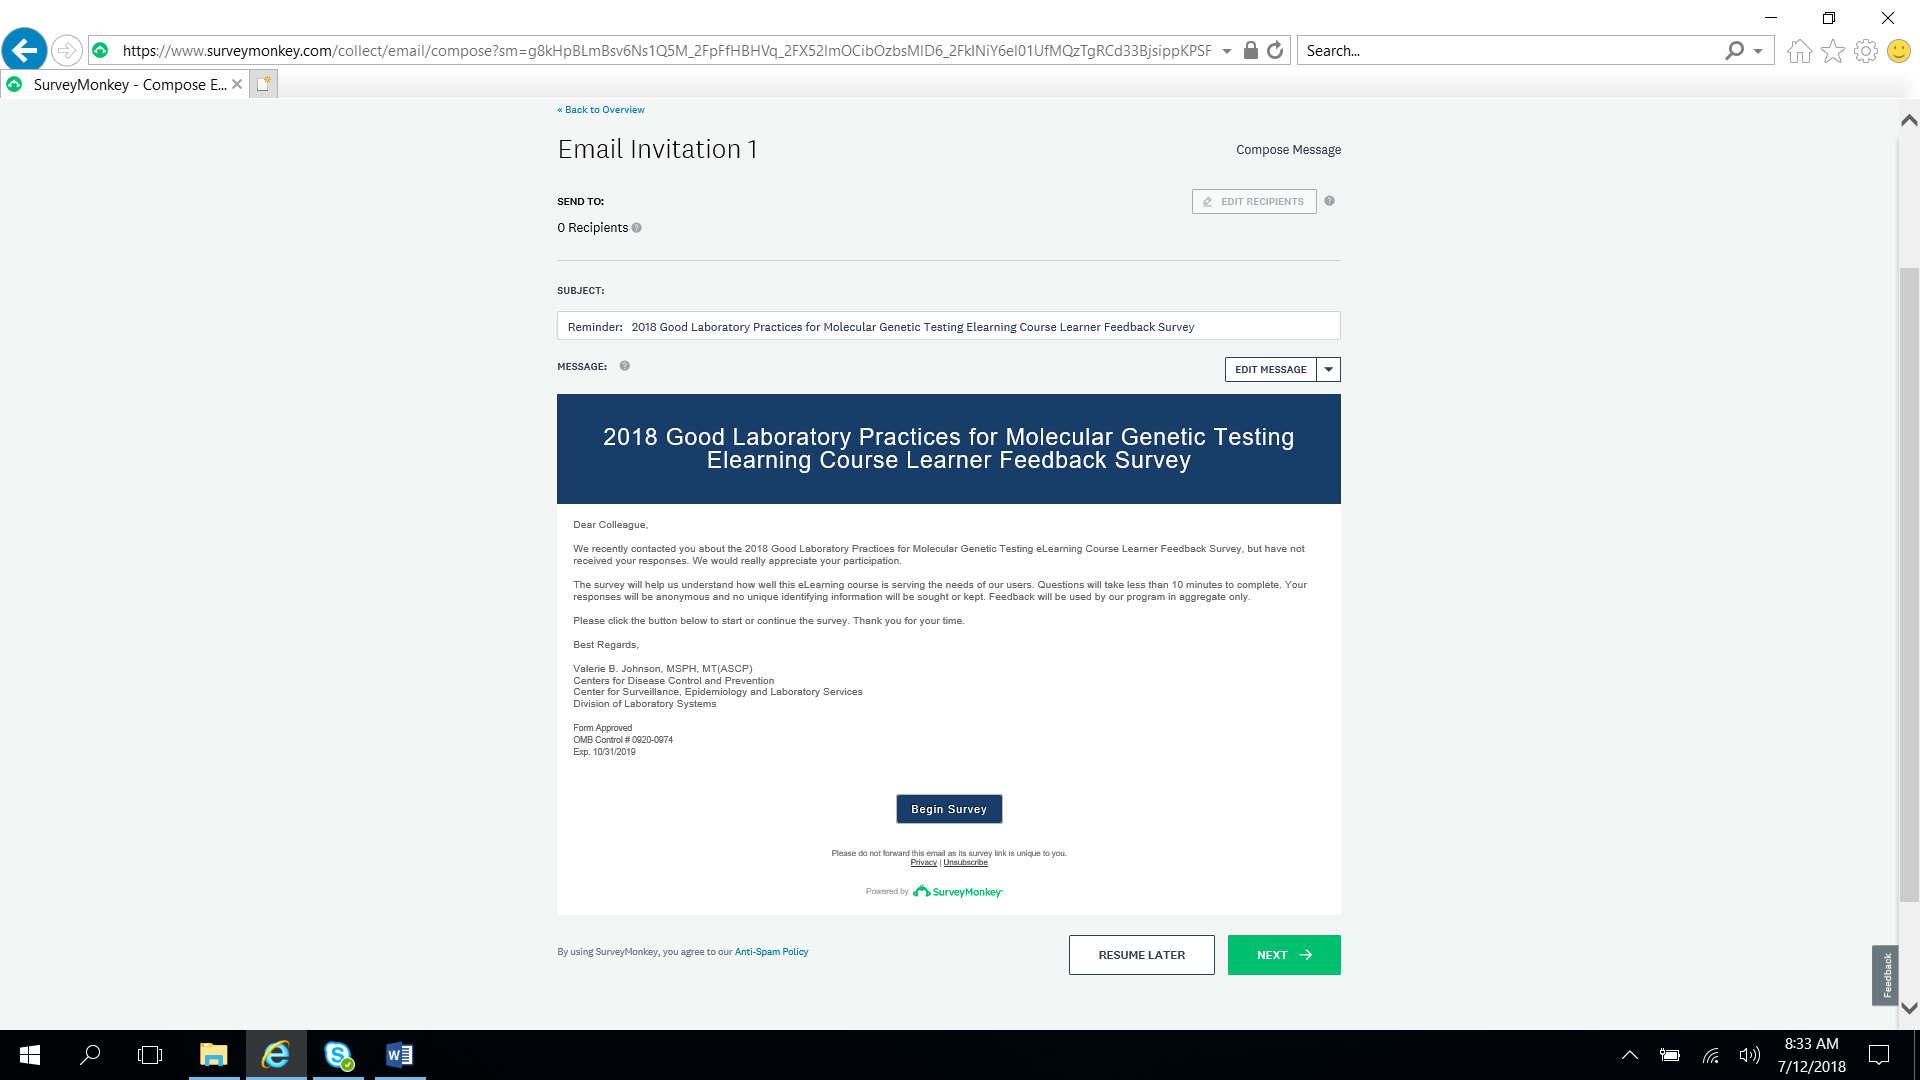 https://www.surveymonkey.com/collect/email/compose?sm=
Search...
SurveyMonkey - Compose E...
« Back to Overview
Email Invitation 1
Compose Message
SEND TO:
EDIT RECIPIENTS
0 Recipients
SUBJECT:
Reminder: 2018 Good Laboratory Practices for Molecular Genetic Testing Elearning Course Learner Feedback Survey
MESSAGE:
EDIT MESSAGE
2018 Good Laboratory Practices for Molecular Genetic Testing
Elearning Course Learner Feedback Survey
Dear Colleague,
We recently contacted you about the 2018 Good Laboratory Practices for Molecular Genetic Testing eLearning Course Learner Feedback Survey, but have not
received your responses. We would really appreciate your participation.
The survey will help us understand how well this eLearning course is serving the needs of our users. Questions will take less than 10 minutes to complete. Your
responses will be anonymous and no unique identifying information will be sought or kept. Feedback will be used by our program in aggregate only.
Please click the button below to start or continue the survey. Thank you for your time.
Best Regards,
Valerie B. Johnson, MSPH, MT(ASCP)
Centers for Disease Control and Prevention
Center for Surveillance, Epidemiology and Laboratory Services
Division of Laboratory Systems
Form Approved
OMB Control # 0920-0974
Exp. 10/31/2019
Begin Survey
Please do not forward this email as its survey link is unique to you.
Privacy | Unsubscribe
Powered by SurveyMonkey
By using SurveyMonkey, you agree to our Anti-Spam Policy
RESUME LATER
NEXT
Feedback
8:33 AM
7/12/2018